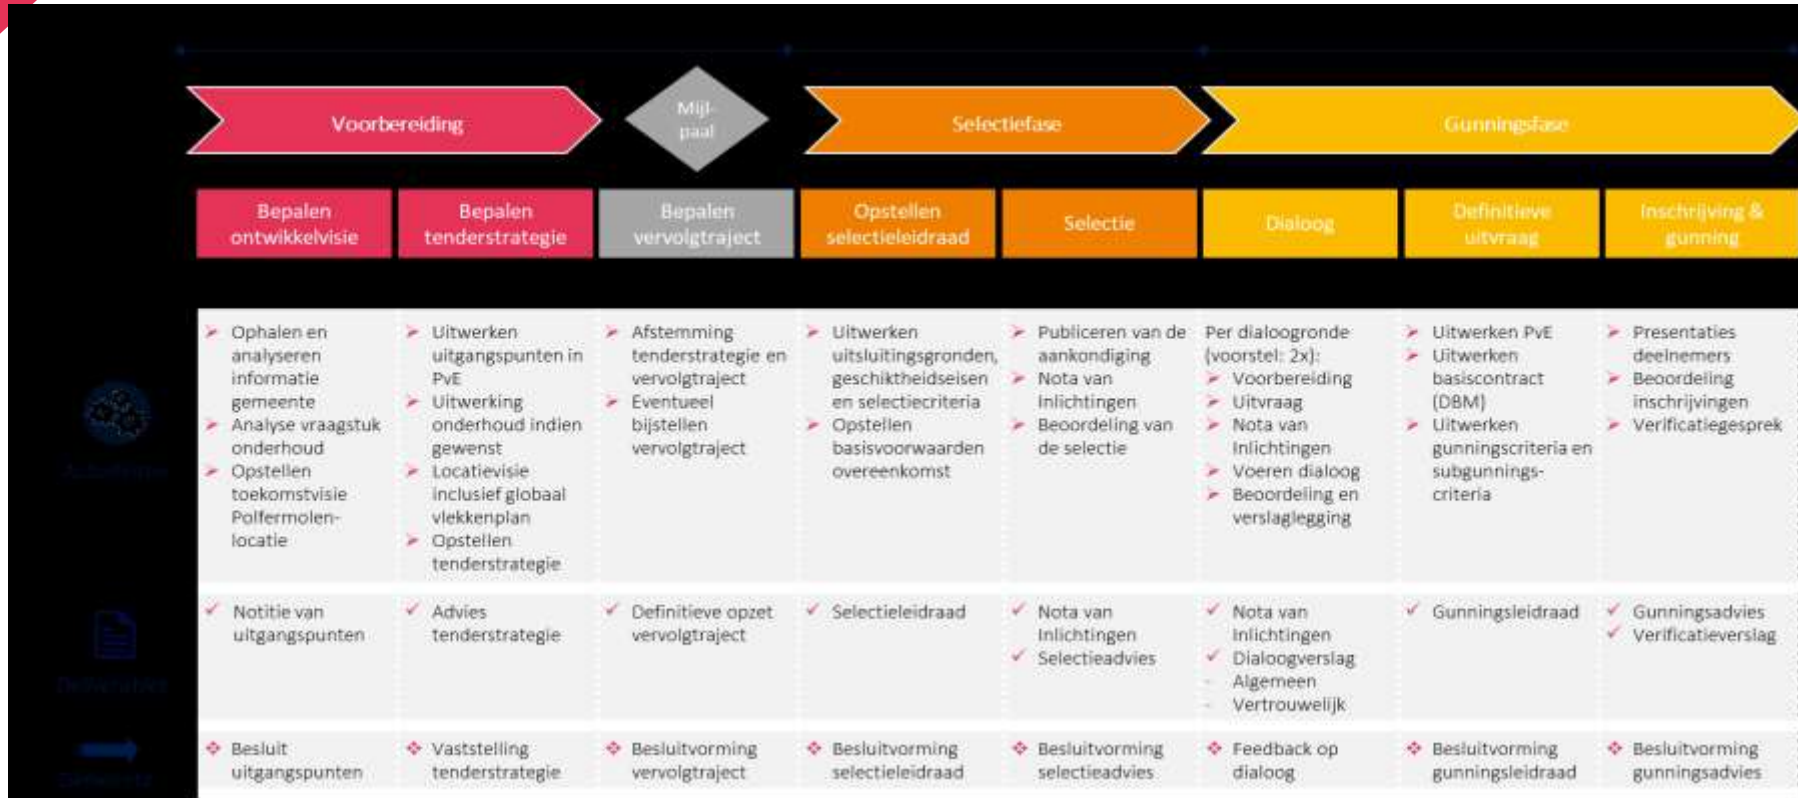 Voorbereiding
Mijl-
paal
Selectiefase
Gunningsfase
Bepalen
ontwikkelvisie
Bepalen
tenderstrategie
Bepalen
vervolgtraject
Opstellen
selectieleidraad
Selectie
Dialoog
Definitieve
uitvraag
Inschrijving &
gunning
Ophalen en
analyseren
informatie
gemeente
Analyse vraagstuk
onderhoud
Opstellen
toekomstvisie
Polfermolen-
locatie
Uitwerken
uitgangspunten in
PvE
Uitwerking
onderhoud indien
gewenst
Locatievisie
inclusief globaal
vlekkenplan
Opstellen
tenderstrategie
Afstemming
tenderstrategie en
vervolgtraject
Eventueel
bijstellen
vervolgtraject
Uitwerken
uitsluitingsgronden,
geschiktheidseisen
en selectiecriteria
Opstellen
basisvoorwaarden
overeenkomst
Publiceren van de
aankondiging
Nota van
Inlichtingen
Beoordeling van
de selectie
Per dialoogronde
(voorstel: 2x):
Voorbereiding
Uitvraag
Nota van
Inlichtingen
Voeren dialoog
Beoordeling en
verslaglegging
Uitwerken PvE
Uitwerken
basiscontract
(DBM)
Uitwerken
gunningscriteria en
subgunnings-
criteria
Presentaties
deelnemers
Beoordeling
inschrijvingen
Verificatiegesprek
Deliverables
Notitie van
uitgangspunten
Advies
tenderstrategie
Definitieve opzet
vervolgtraject
Selectieleidraad
Nota van
Inlichtingen
Selectieadvies
Nota van
Inlichtingen
Dialoogverslag
- Algemeen
- Vertrouwelijk
Gunningsleidraad
Gunningsadvies
Verificatieverslag
Besluit
uitgangspunten
Vaststelling
tenderstrategie
Besluitvorming
vervolgtraject
Besluitvorming
selectieleidraad
Besluitvorming
selectieadvies
Feedback op
dialoog
Besluitvorming
gunningsleidraad
Besluitvorming
gunningsadvies